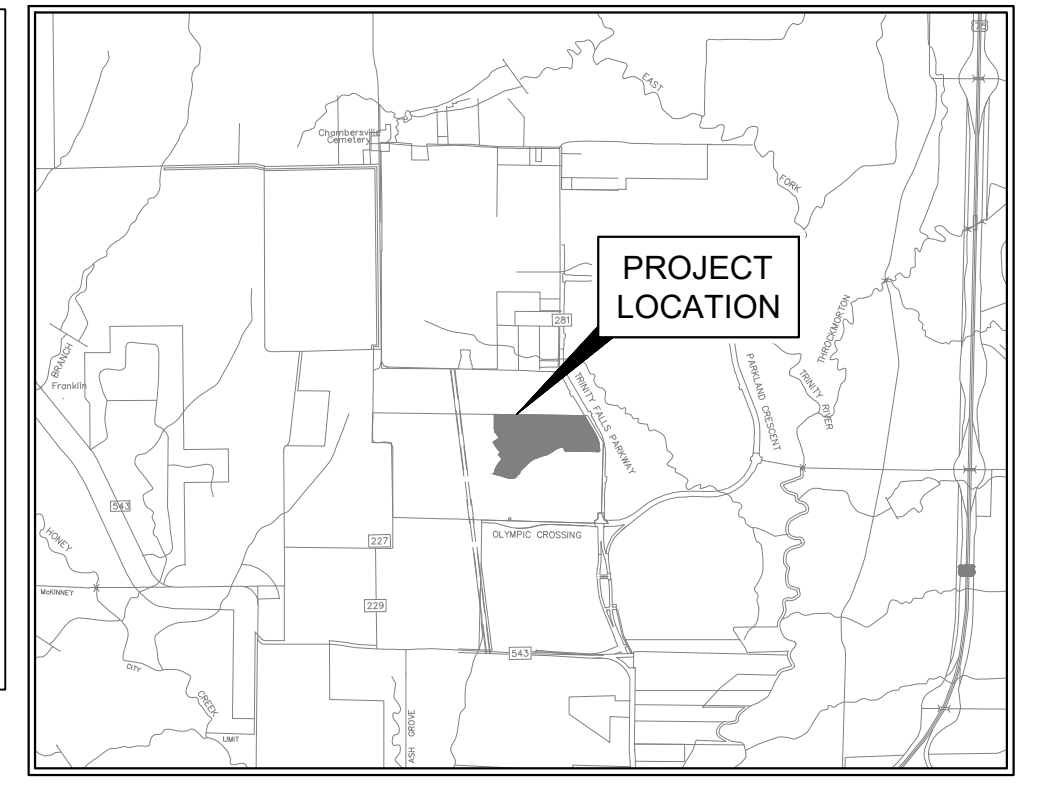 75
EAST
Chambersville
Cemetery
FORK
PROJECT
LOCATION
281
THROCKMORTON
BRANCH
Franklin
TRINITY FALLS PARKWAY
PARKLAND CRESCENT
TRINITY RIVER
543
HONEY
OLYMPIC CROSSING
227
McKINNEY
229
543
CITY
CREEK
LIMIT
ASH GROVE